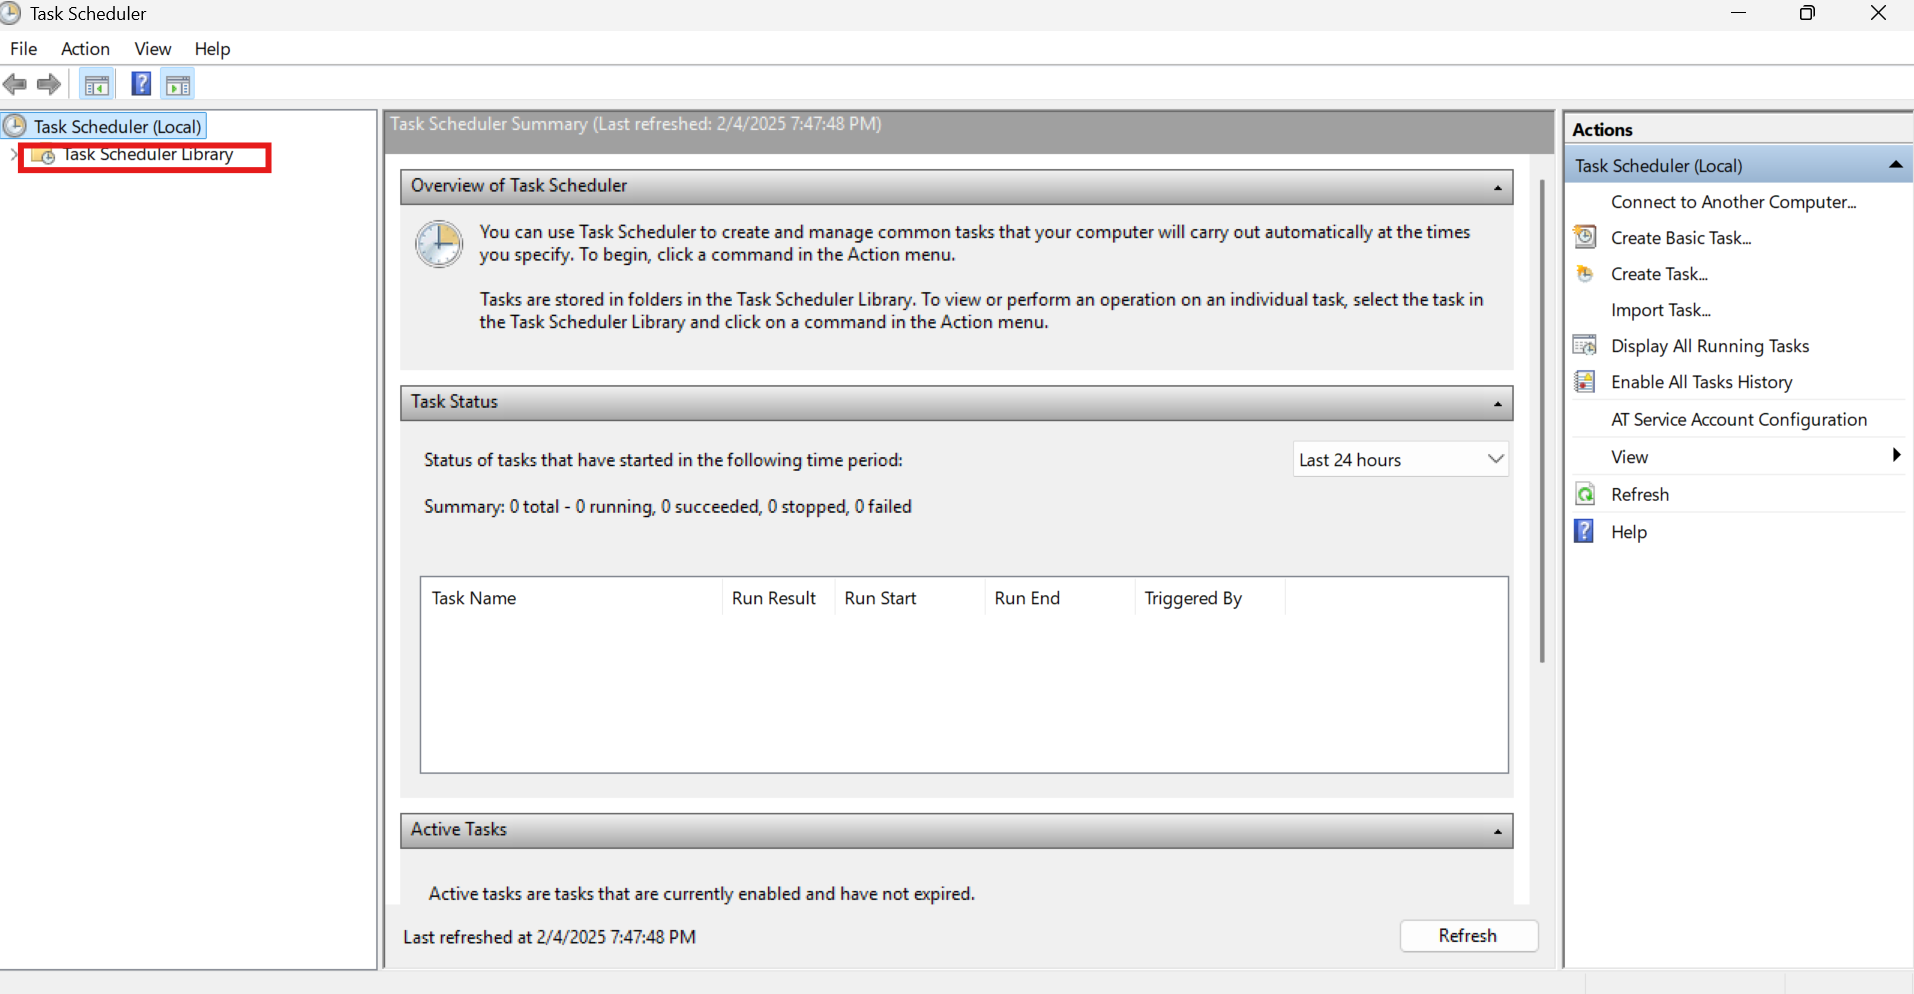 Task Scheduler
File Action View Help
Task Scheduler (Local)
Task Scheduler Library
Task Scheduler Summary (Last refreshed: 2/4/2025 7:47:48 PM)
Overview of Task Scheduler
You can use Task Scheduler to create and manage common tasks that your computer will carry out automatically at the times
you specify. To begin, click a command in the Action menu.
Tasks are stored in folders in the Task Scheduler Library. To view or perform an operation on an individual task, select the task in
the Task Scheduler Library and click on a command in the Action menu.
Task Status
Status of tasks that have started in the following time period:
Last 24 hours
Summary: 0 total - 0 running, 0 succeeded, 0 stopped, 0 failed
Task Name Run Result Run Start Run End Triggered By
Active Tasks
Active tasks are tasks that are currently enabled and have not expired.
Last refreshed at 2/4/2025 7:47:48 PM
Refresh
Actions
Task Scheduler (Local)
Connect to Another Computer...
Create Basic Task...
Create Task...
Import Task...
Display All Running Tasks
Enable All Tasks History
AT Service Account Configuration
View
Refresh
Help